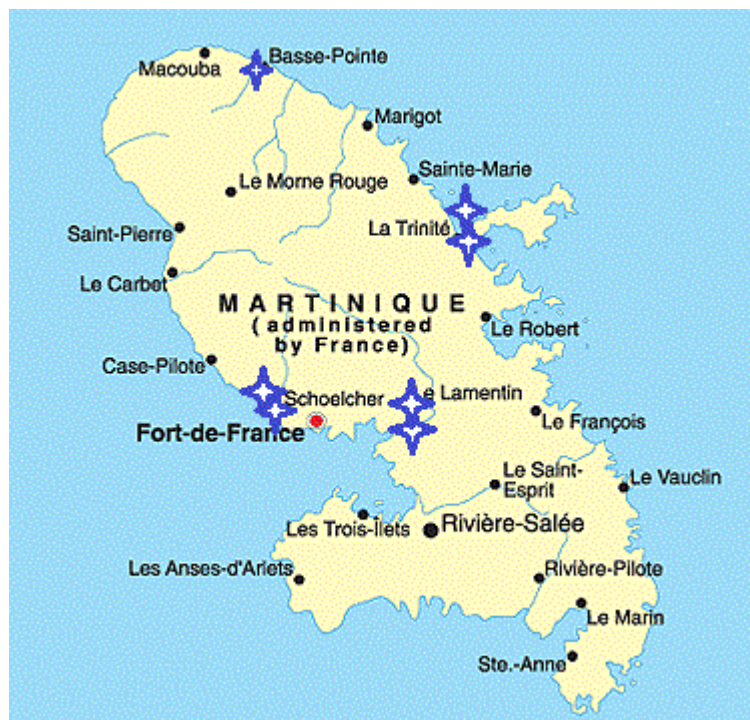 Basse-Pointe
Macouba
Marigot
Sainte-Marie
Le Morne Rouge
La Trinité
Saint-Pierre
Le Carbet
MARTINIQUE
(administered
by France)
Le Robert
Case-Pilote
Schoelcher
e Lamentin
Le François
Fort-de-France
Le Saint-
Esprit
Le Vauclin
Les Trois-Îlets
Rivière-Salée
Les Anses-d'Arlets
Rivière-Pilote
Le Marin
Ste.-Anne